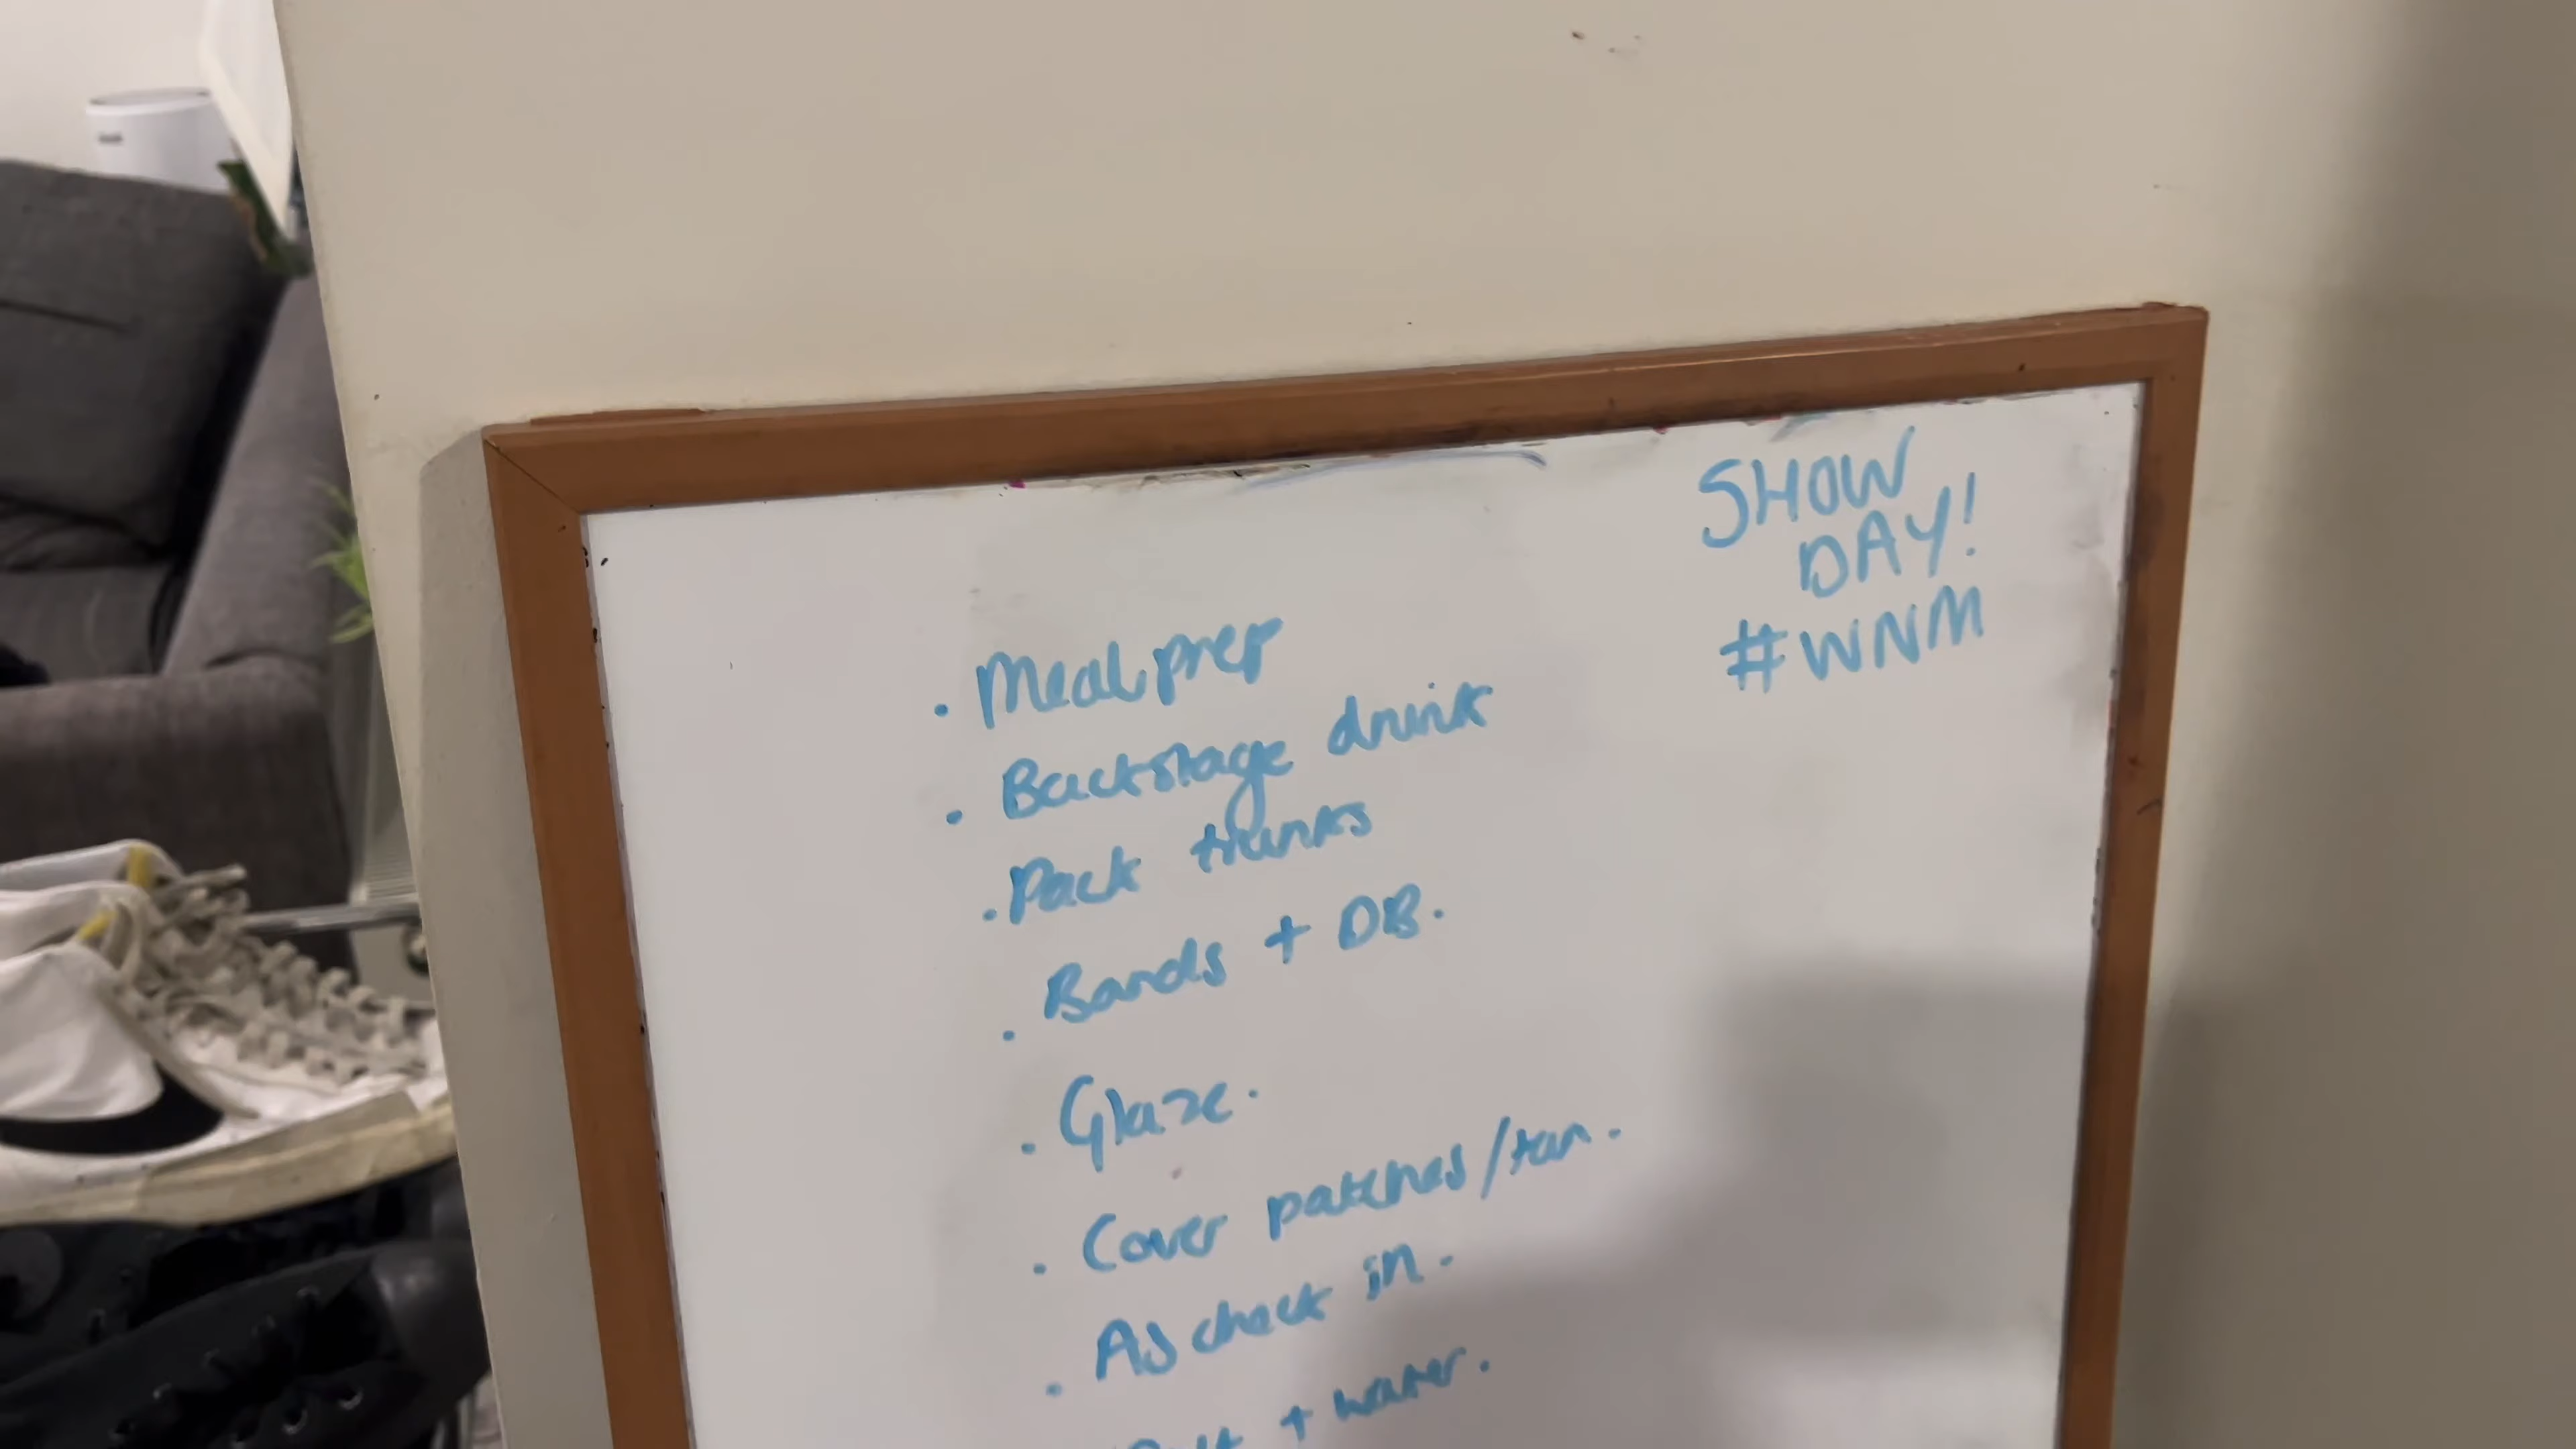 SHOW
DAY!
#WNM
. Meal prep
. Backstage drink
. Pack trunks
. Bands + DB.
. Glaze.
. Cover patches/tan.
. AJ check in.
+ water.